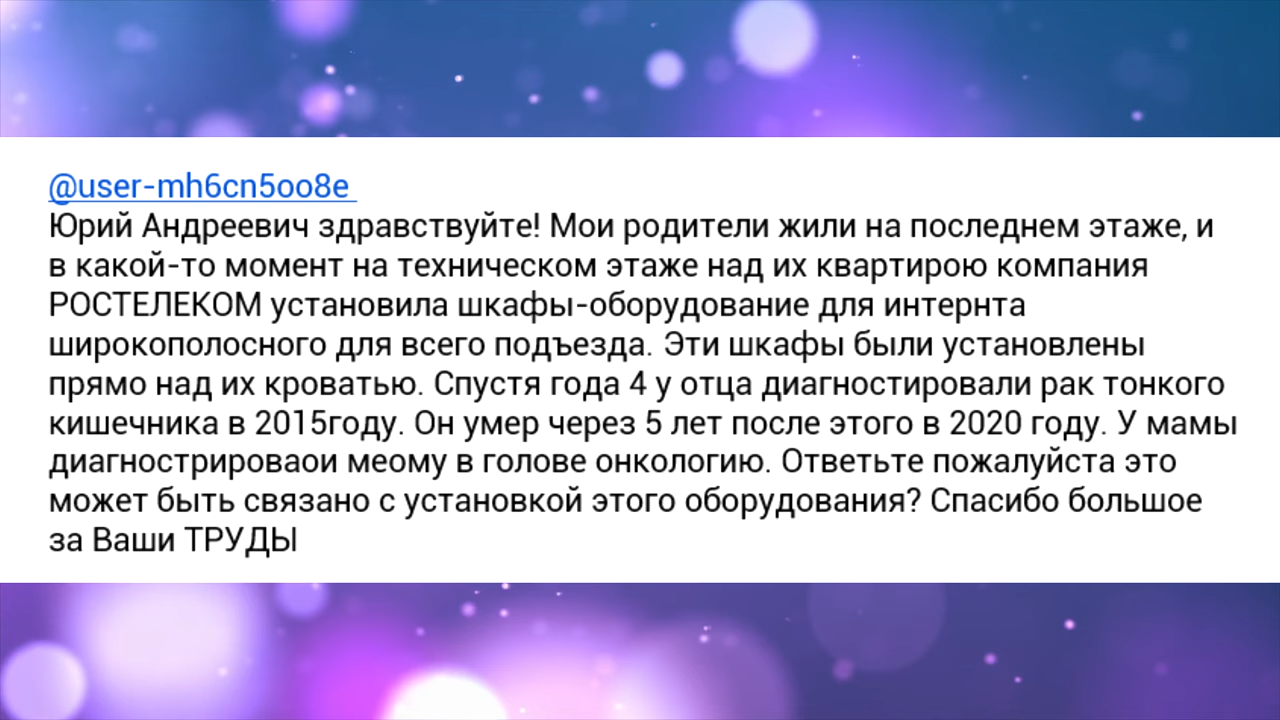 @user-mh6cn5oo8e
Юрий Андреевич здравствуйте! Мои родители жили на последнем этаже, и
в какой-то момент на техническом этаже над их квартирою компания
РОСТЕЛЕКОМ установила шкафы-оборудование для интернта
широкополосного для всего подъезда. Эти шкафы были установлены
прямо над их кроватью. Спустя года 4 у отца диагностировали рак тонкого
кишечника в 2015году. Он умер через 5 лет после этого в 2020 году. У мамы
диагнострироваои меому в голове онкологию. Ответьте пожалуйста это
может быть связано с установкой этого оборудования? Спасибо большое
за Ваши ТРУДЫ